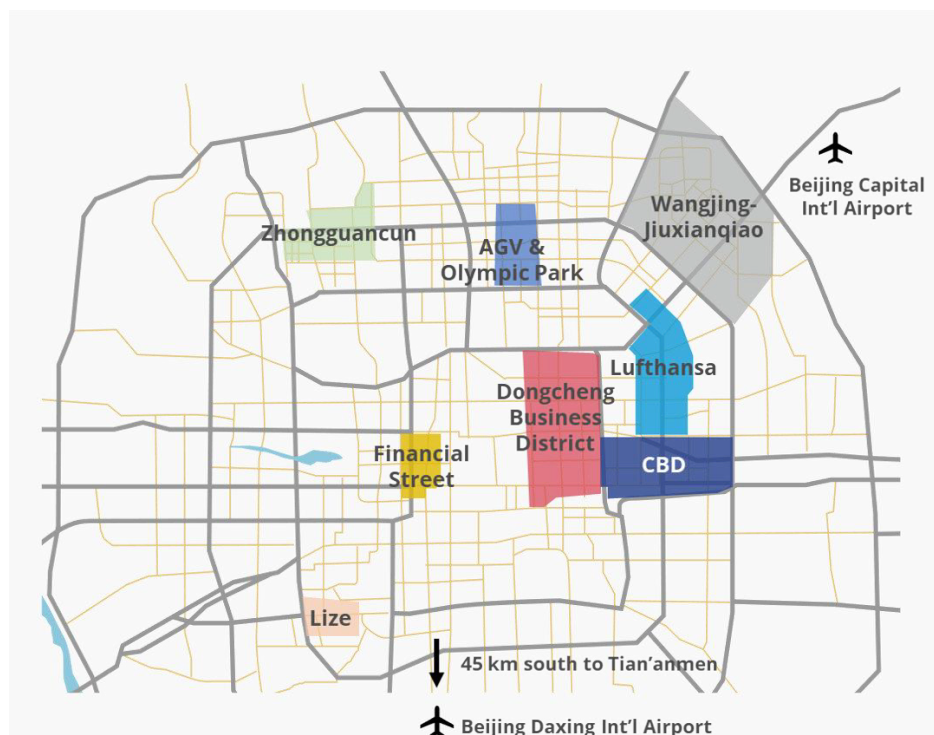 Beijing Capital
Int'l Airport
Wangjing-
Jiuxianqiao
Zhongguancun
AGV &
Olympic Park
Lufthansa
Dongcheng
Business
District
Financial
Street
CBD
Lize
45 km south to Tian'anmen
Beijing Daxing Int'l Airport